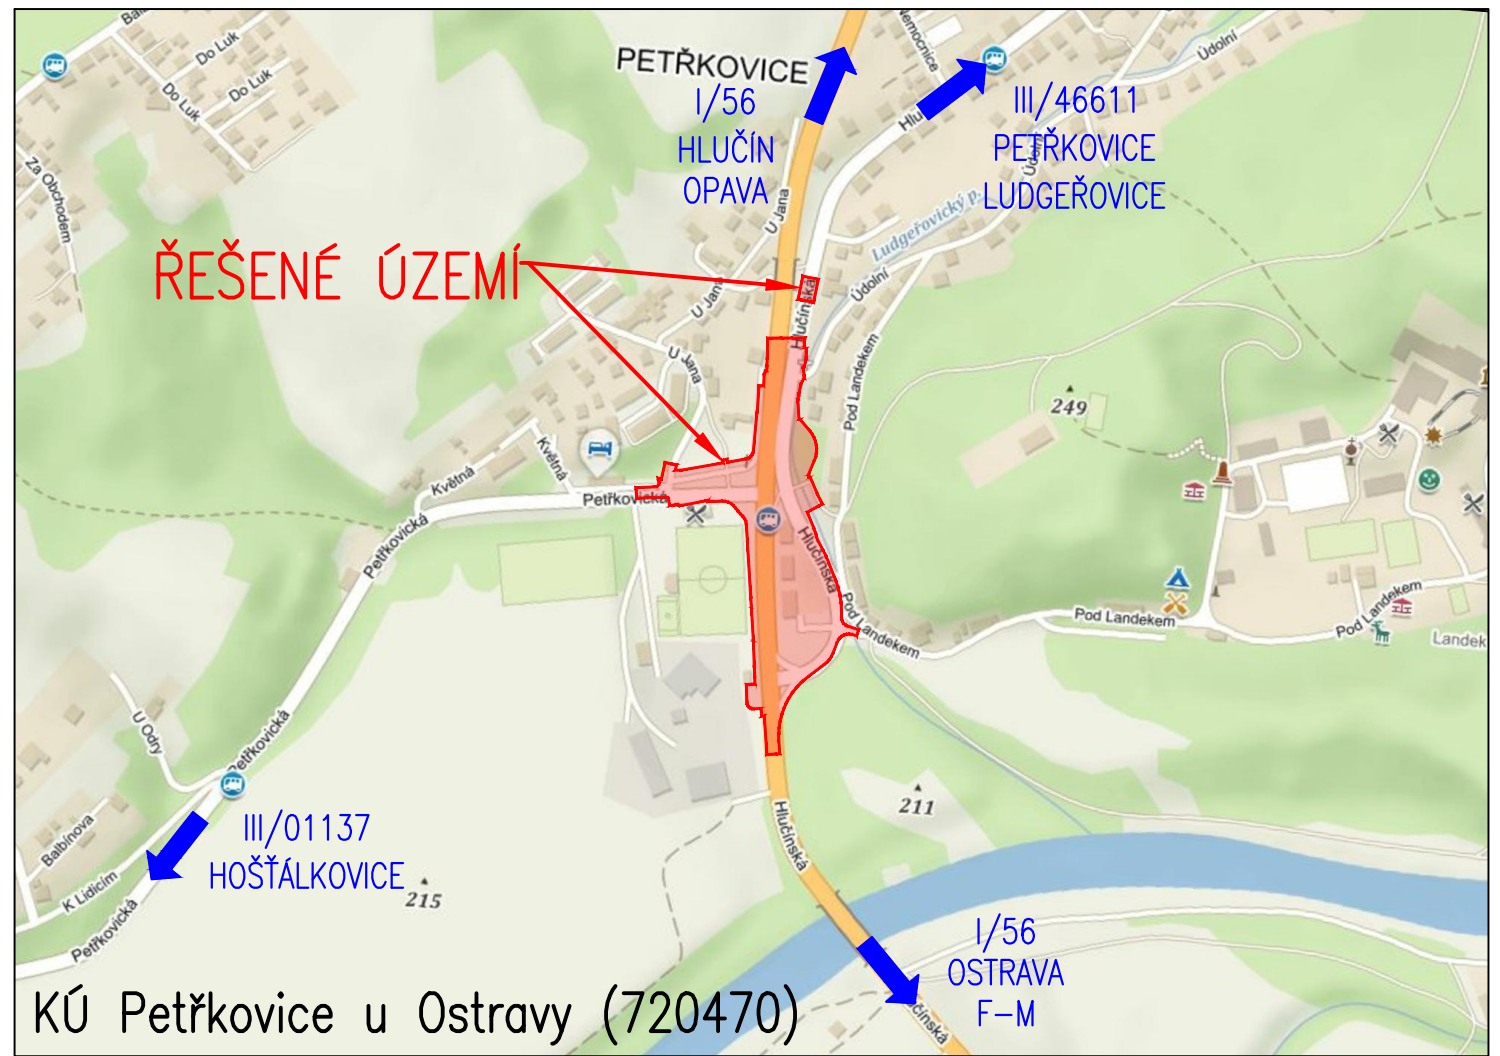 Do Luk
Do Luk
Do Luk
Za Obchodem
PETŘKOVICE
Nemocnice
Údolní
I/56
HLUČÍN
OPAVA
III/46611
PETŘKOVICE
LUDGEŘOVICE
Údolní
U Jana
Ludgeřovický p.
ŘEŠENÉ ÚZEMÍ
U Jana
Hlučínská
Údolní
U Jana
Pod Landekem
249
Květná
Květná
Petřkovická
Petřkovická
Hlučínská
Pod Landekem
Pod Landekem
Pod Landekem
Landek
U Odry
Petřkovická
Balbínova
III/01137
HOŠŤÁLKOVICE
215
211
Hlučínská
K Lidicím
Petřkovická
I/56
OSTRAVA
F-M
KÚ Petřkovice u Ostravy (720470)